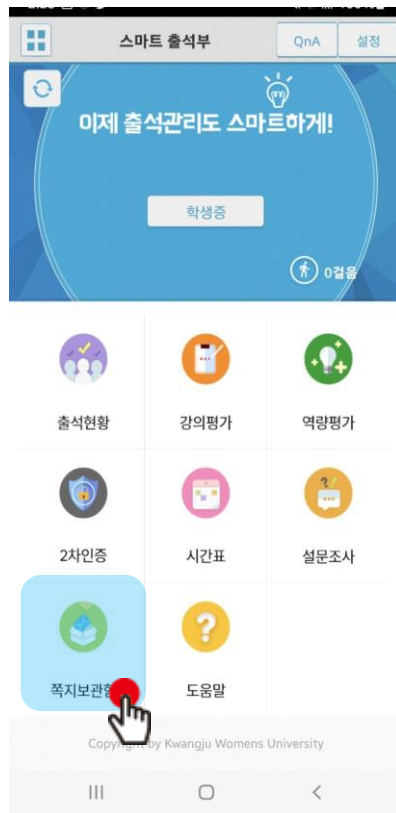 스마트 출석부
QnA
설정
이제 출석관리도 스마트하게!
학생증
0걸음
출석현황
강의평가
역량평가
2차인증
시간표
설문조사
쪽지보관함
도움말
Copyright by Kwangju Womens University